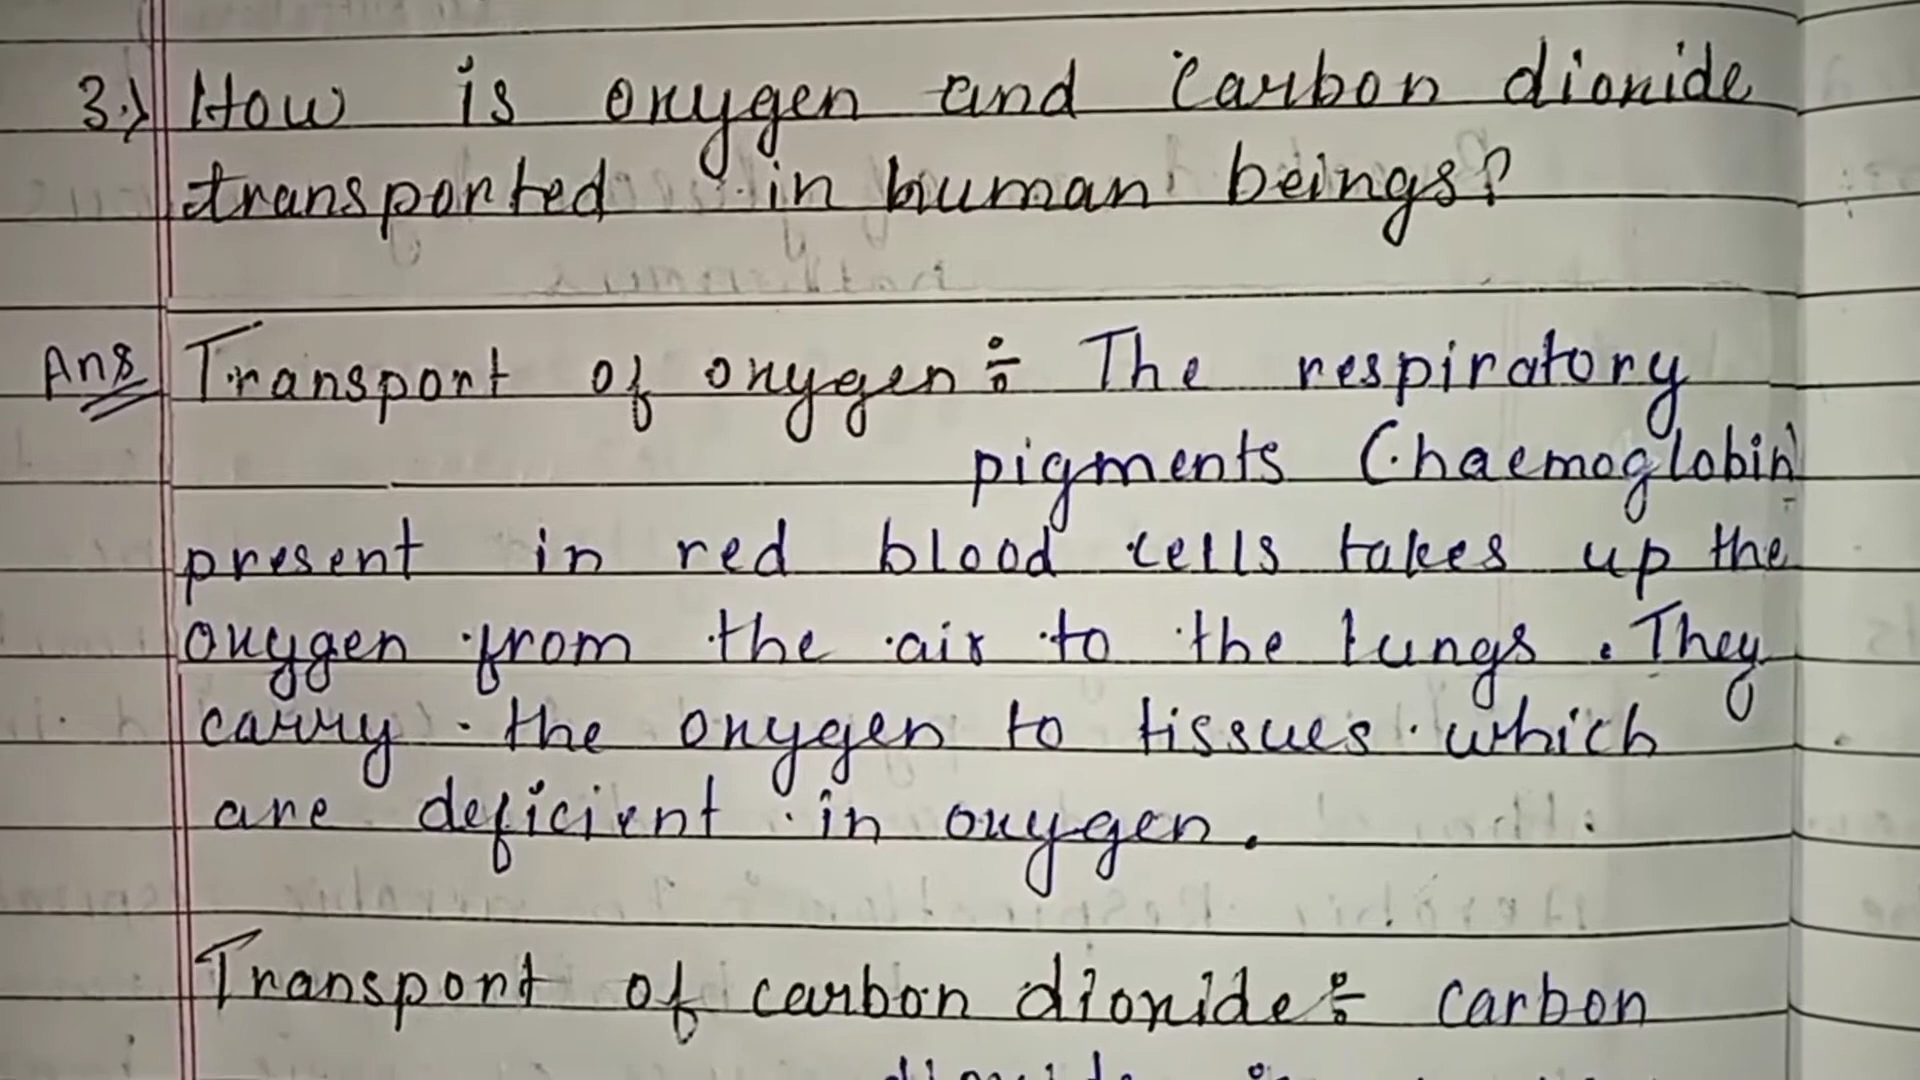 3.) How is oxygen and carbon dioxide
transported in human beings?
Ans Transport of oxygen ÷ The respiratory
pigments (haemoglobin)
present in red blood cells takes up the
oxygen from the air to the lungs. They
carry the oxygen to tissues which
are deficient in oxygen.
Transport of carbon dioxide ÷ carbon